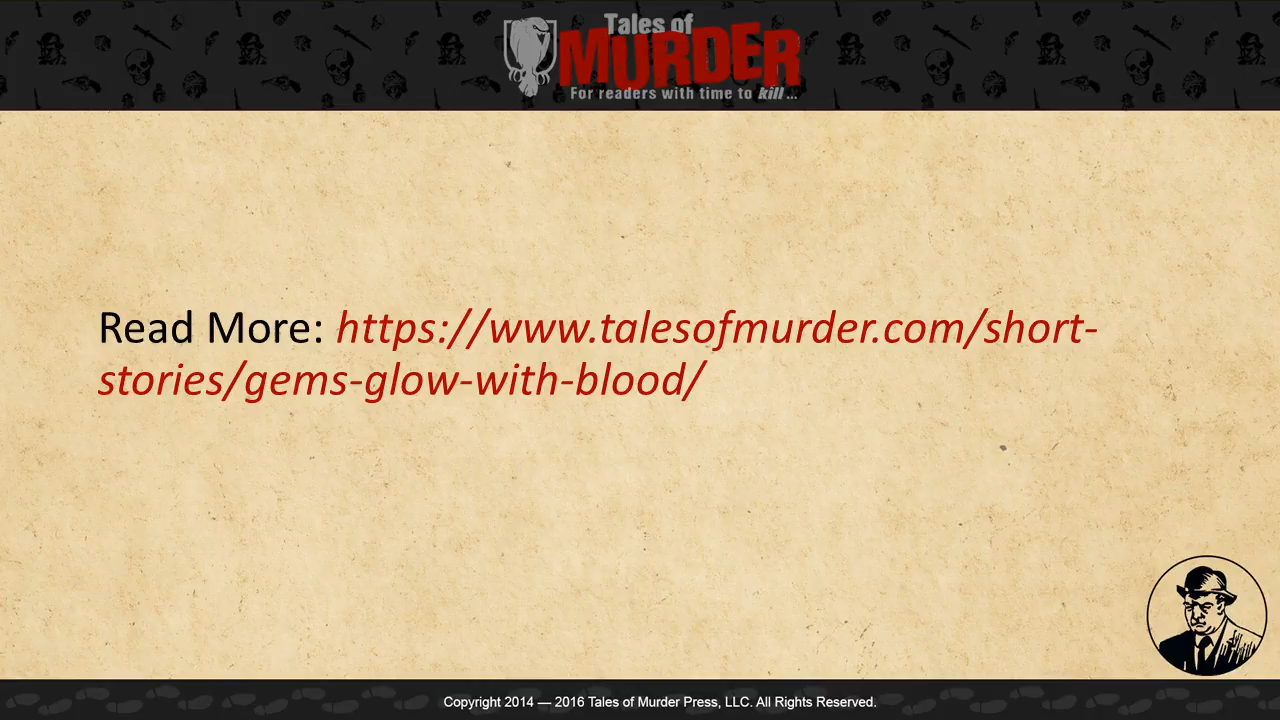 Tales of
MURDER
For readers with time to kill...
Read More: https://www.talesofmurder.com/short-
stories/gems-glow-with-blood/
Copyright 2014 — 2016 Tales of Murder Press, LLC. All Rights Reserved.